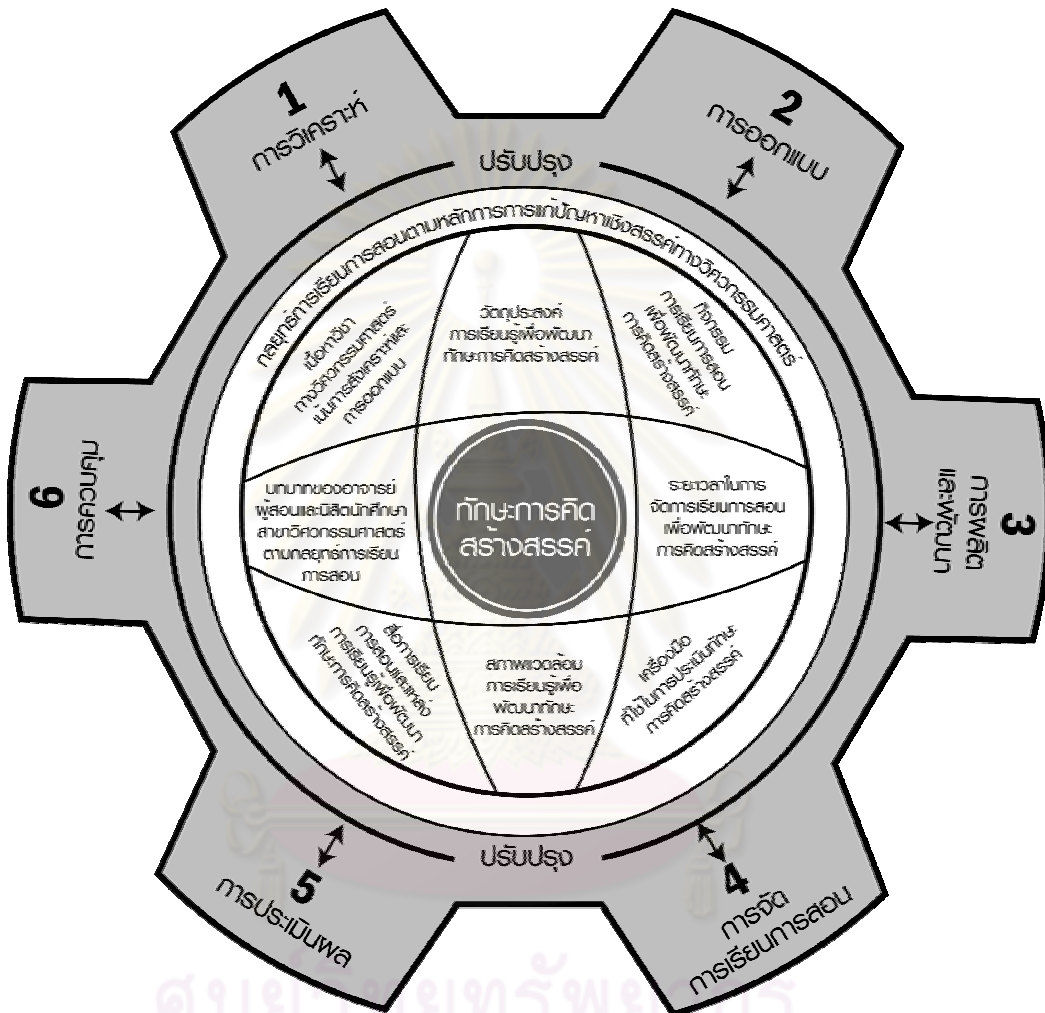 1
การวิเคราะห์
2
การออกแบบ
ปรับปรุง
กลยุทธ์การเรียนการสอนตามหลักการการแก้ปัญหาเชิงสรรค์ทางวิศวกรรมศาสตร์
เนื้อหาวิชา
ทางวิศวกรรมศาสตร์
เน้นการสังเคราะห์และ
การออกแบบ
วัตถุประสงค์
การเรียนรู้เพื่อพัฒนา
ทักษะการคิดสร้างสรรค์
กิจกรรม
การเรียนการสอน
เพื่อพัฒนาทักษะ
การคิดสร้างสรรค์
6
การควบคุม
บทบาทของอาจารย์
ผู้สอนและนิสิตนักศึกษา
สาขาวิศวกรรมศาสตร์
ตามกลยุทธ์การเรียน
การสอน
ทักษะการคิด
สร้างสรรค์
ระยะเวลาในการ
จัดการเรียนการสอน
เพื่อพัฒนาทักษะ
การคิดสร้างสรรค์
3
การผลิต
และพัฒนา
สื่อการเรียน
การสอนและแหล่ง
การเรียนรู้เพื่อพัฒนา
ทักษะการคิดสร้างสรรค์
สภาพแวดล้อม
การเรียนรู้เพื่อ
พัฒนาทักษะ
การคิดสร้างสรรค์
เครื่องมือ
ที่ใช้ในการประเมินทักษะ
การคิดสร้างสรรค์
ปรับปรุง
5
การประเมินผล
4
การจัด
การเรียนการสอน
ศูนย์วิทยทรัพยากร